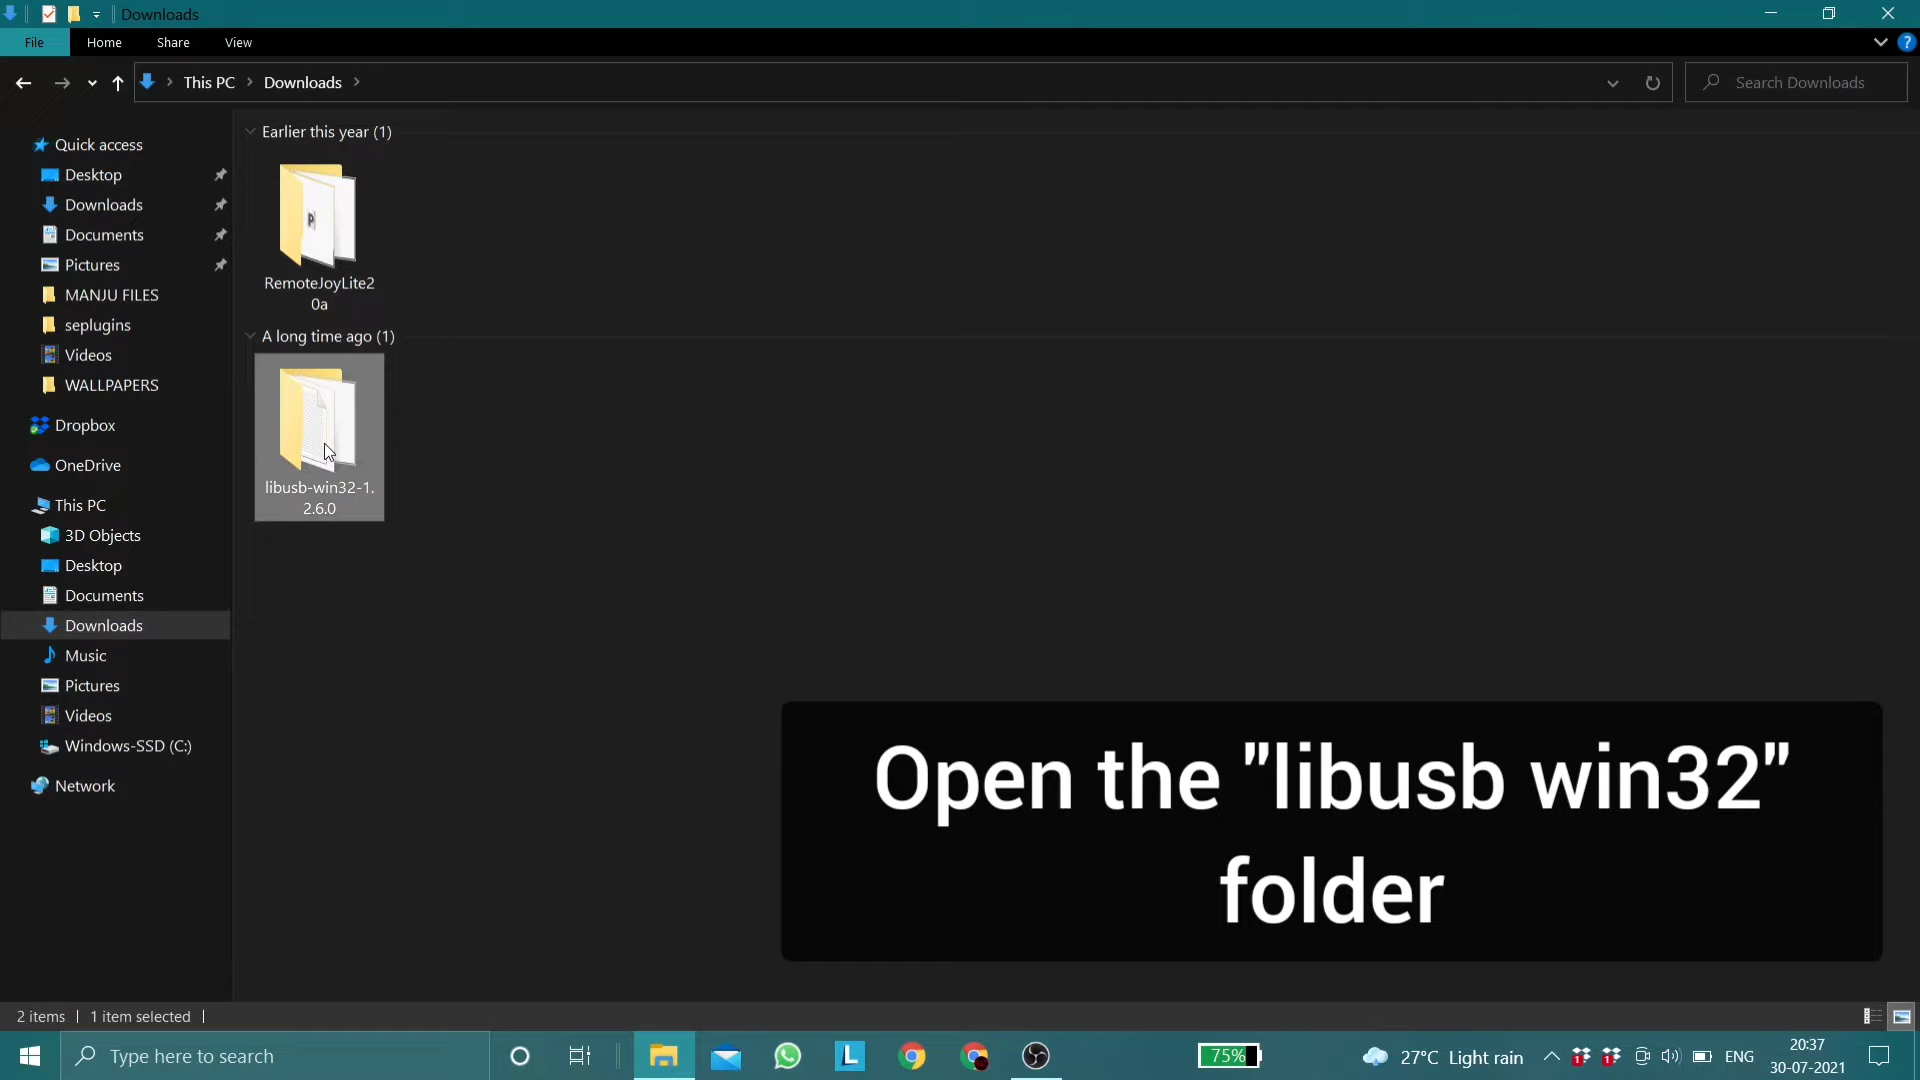 Downloads
File Home Share View
This PC Downloads
Search Downloads
Quick access
Desktop
Downloads
Documents
Pictures
MANJU FILES
seplugins
Videos
WALLPAPERS
Dropbox
OneDrive
This PC
3D Objects
Desktop
Documents
Downloads
Music
Pictures
Videos
Windows-SSD (C:)
Network
Earlier this year (1)
RemoteJoyLite2
0a
A long time ago (1)
libusb-win32-1.
2.6.0
Open the "libusb win32"
folder
2 items 1 item selected
Type here to search
75%
27°C Light rain
ENG
20:37
30-07-2021